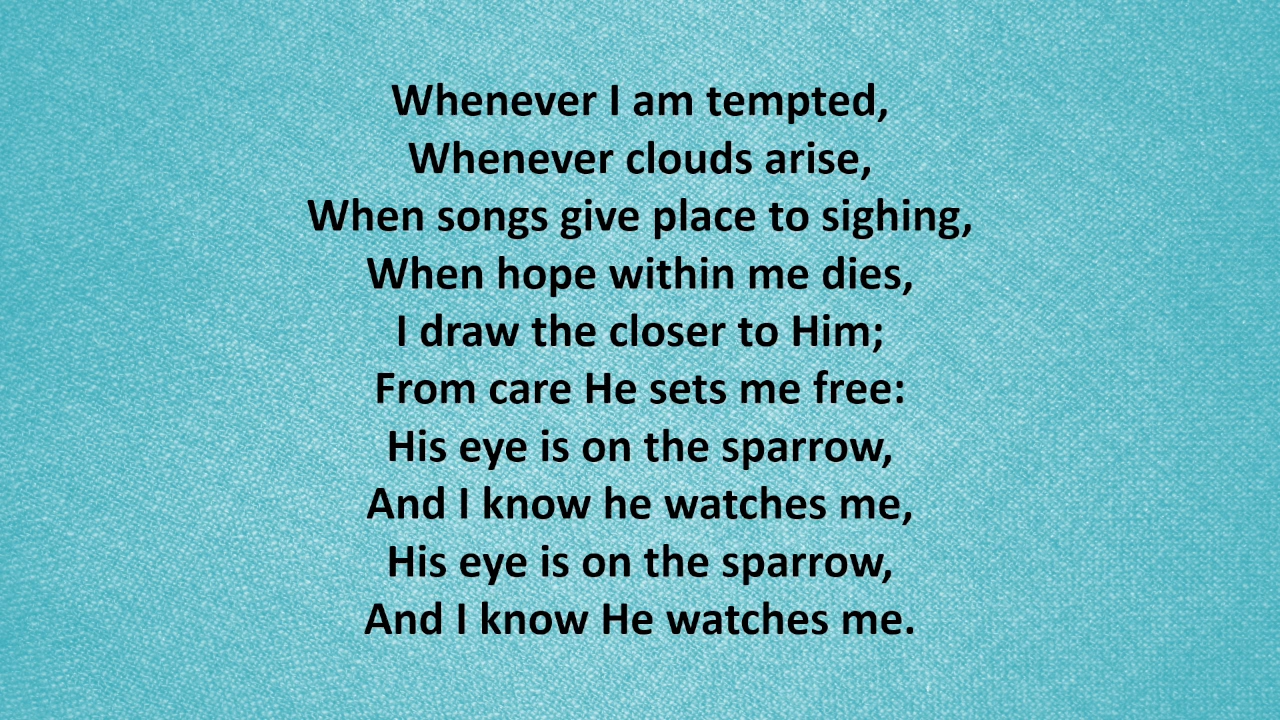 Whenever I am tempted,
Whenever clouds arise,
When songs give place to sighing,
When hope within me dies,
I draw the closer to Him;
From care He sets me free:
His eye is on the sparrow,
And I know he watches me,
His eye is on the sparrow,
And I know He watches me.